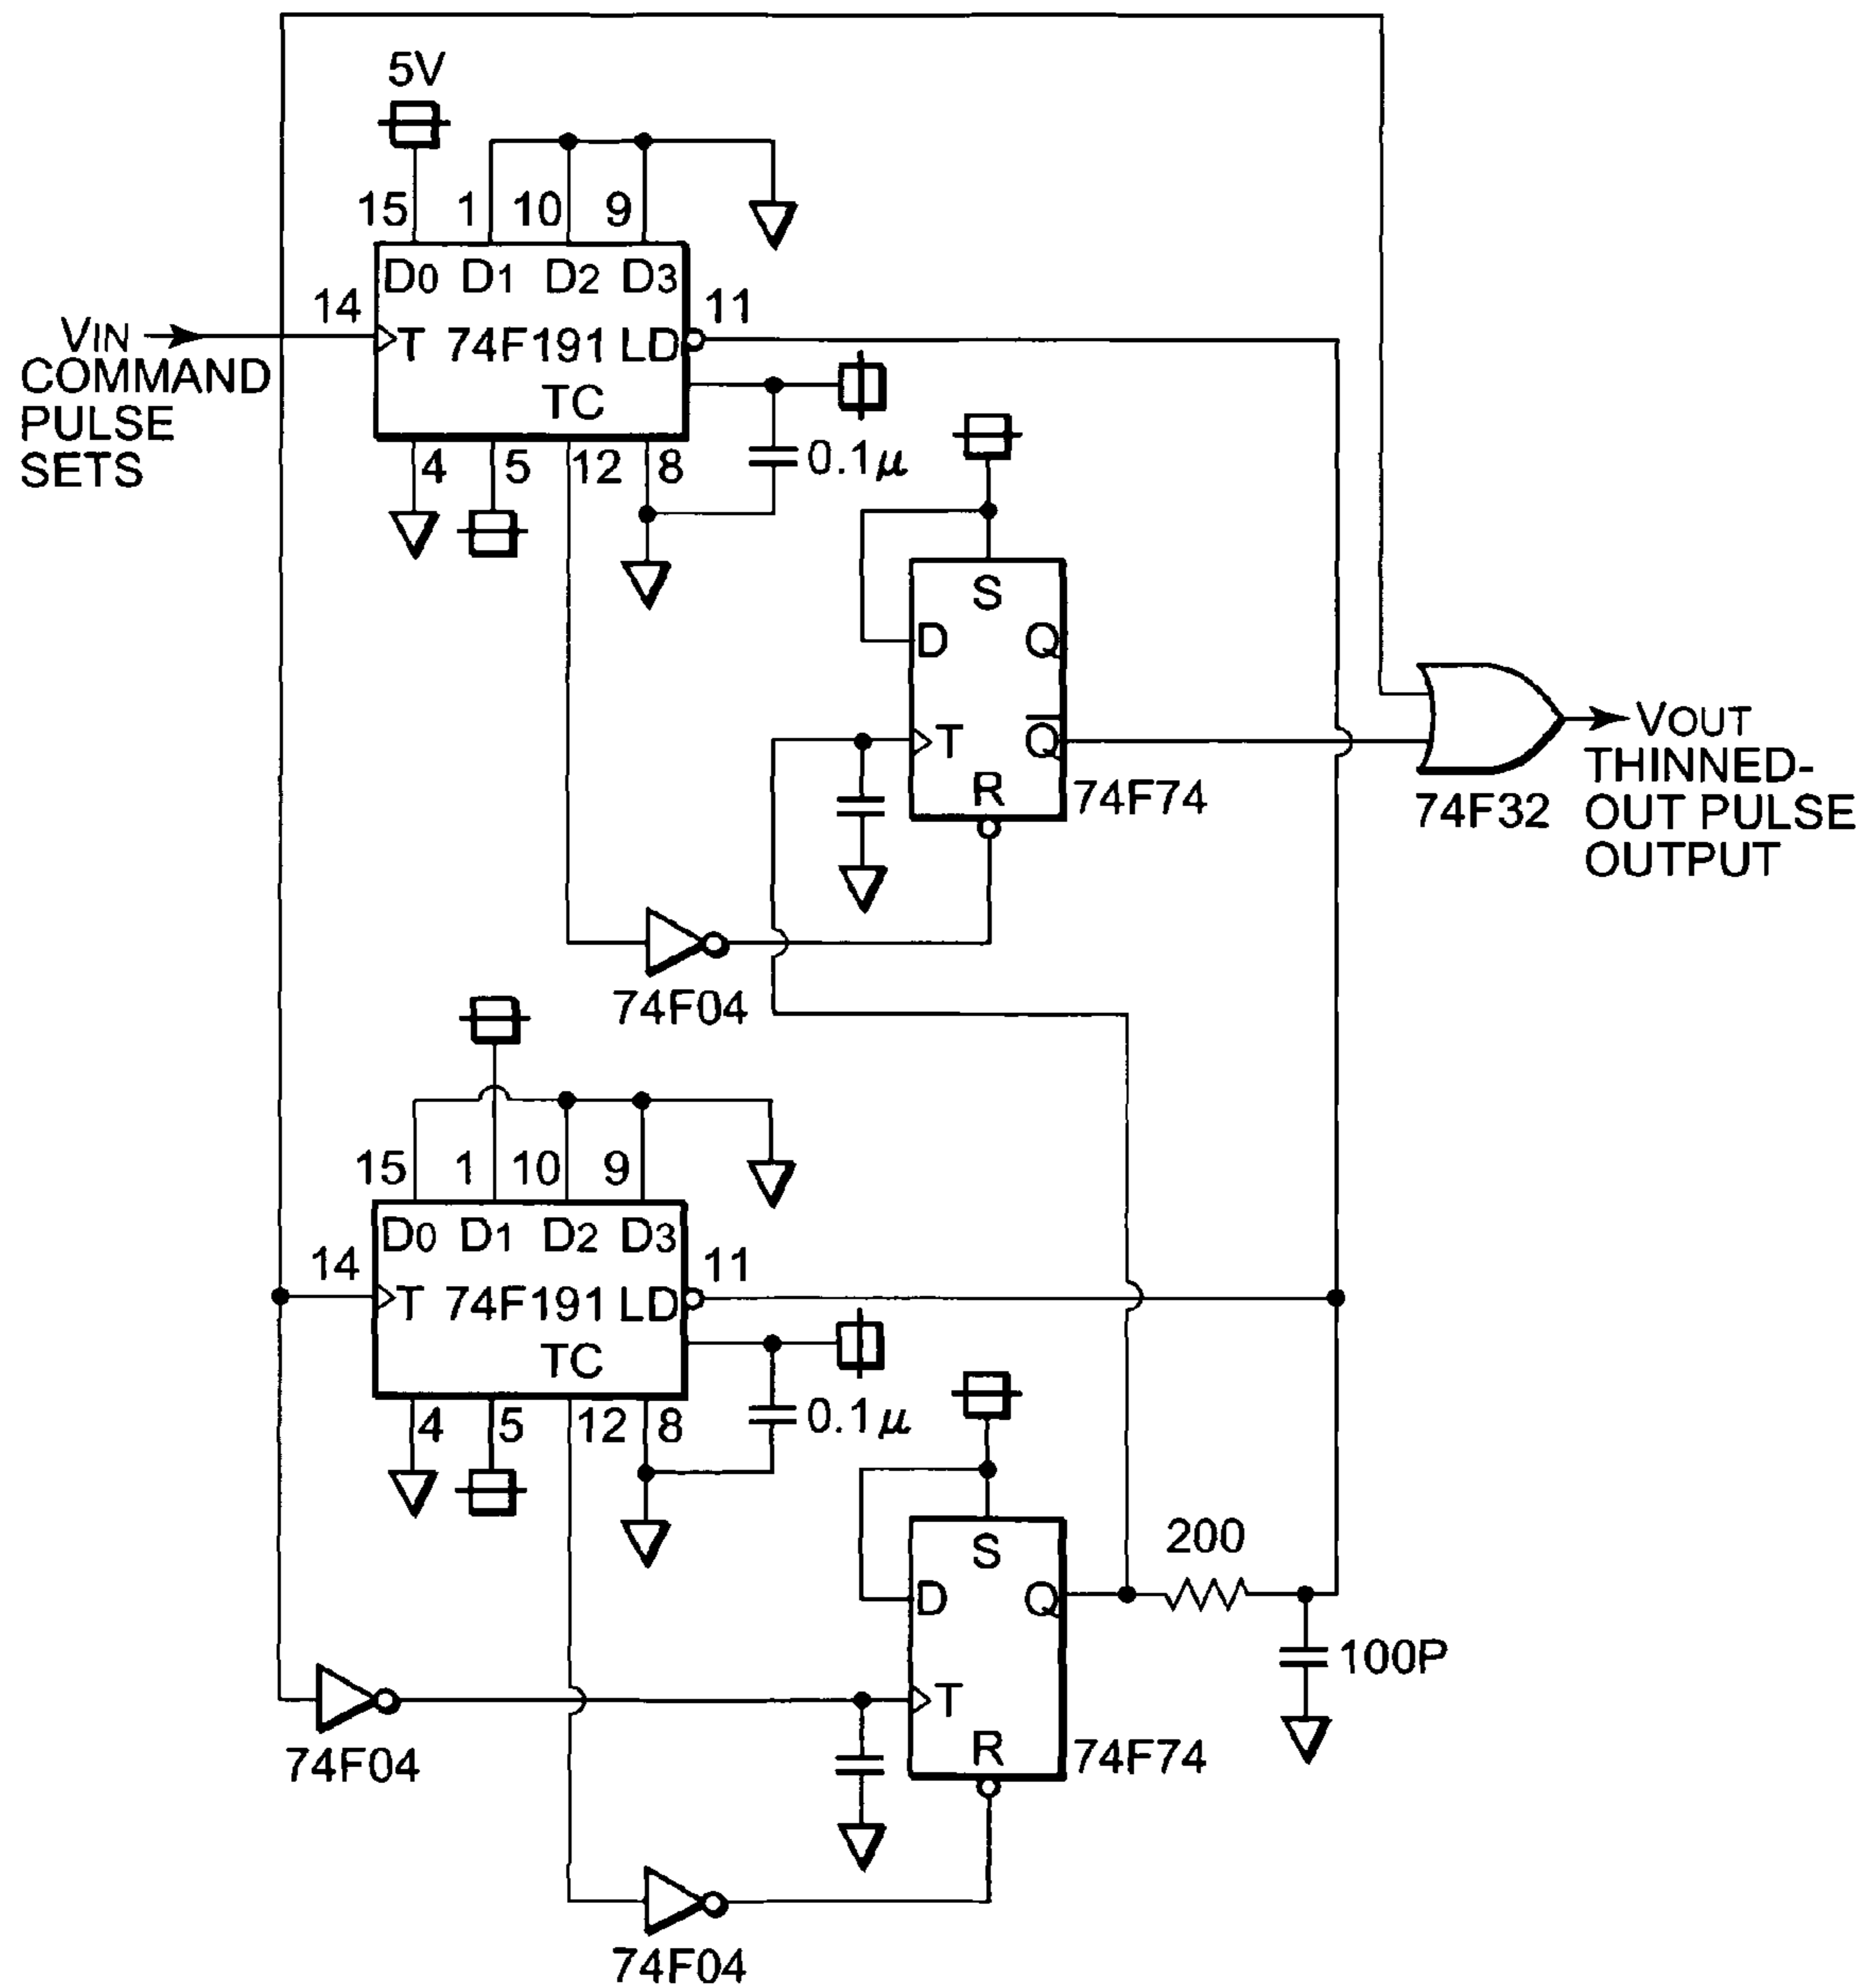 5V
15 1 10 9
D0 D1 D2 D3
14 11
VIN
COMMAND
PULSE
SETS
T 74F191 LD
TC
4 5 12 8
0.1μ
S
D Q
T Q̅
R
74F74
74F32
VOUT
THINNED-
OUT PULSE
OUTPUT
74F04
15 1 10 9
D0 D1 D2 D3
14 11
T 74F191 LD
TC
4 5 12 8
0.1μ
S
D Q
T
R
74F74
200
100P
74F04
74F04